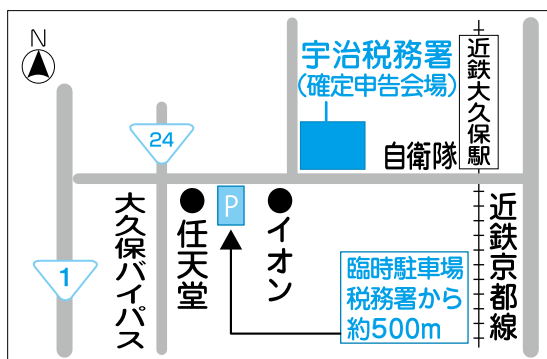 N
宇治税務署
(確定申告会場)
近鉄大久保駅
24
自衛隊
大久保バイパス
任天堂
P
イオン
近鉄京都線
1
臨時駐車場
税務署から
約500m